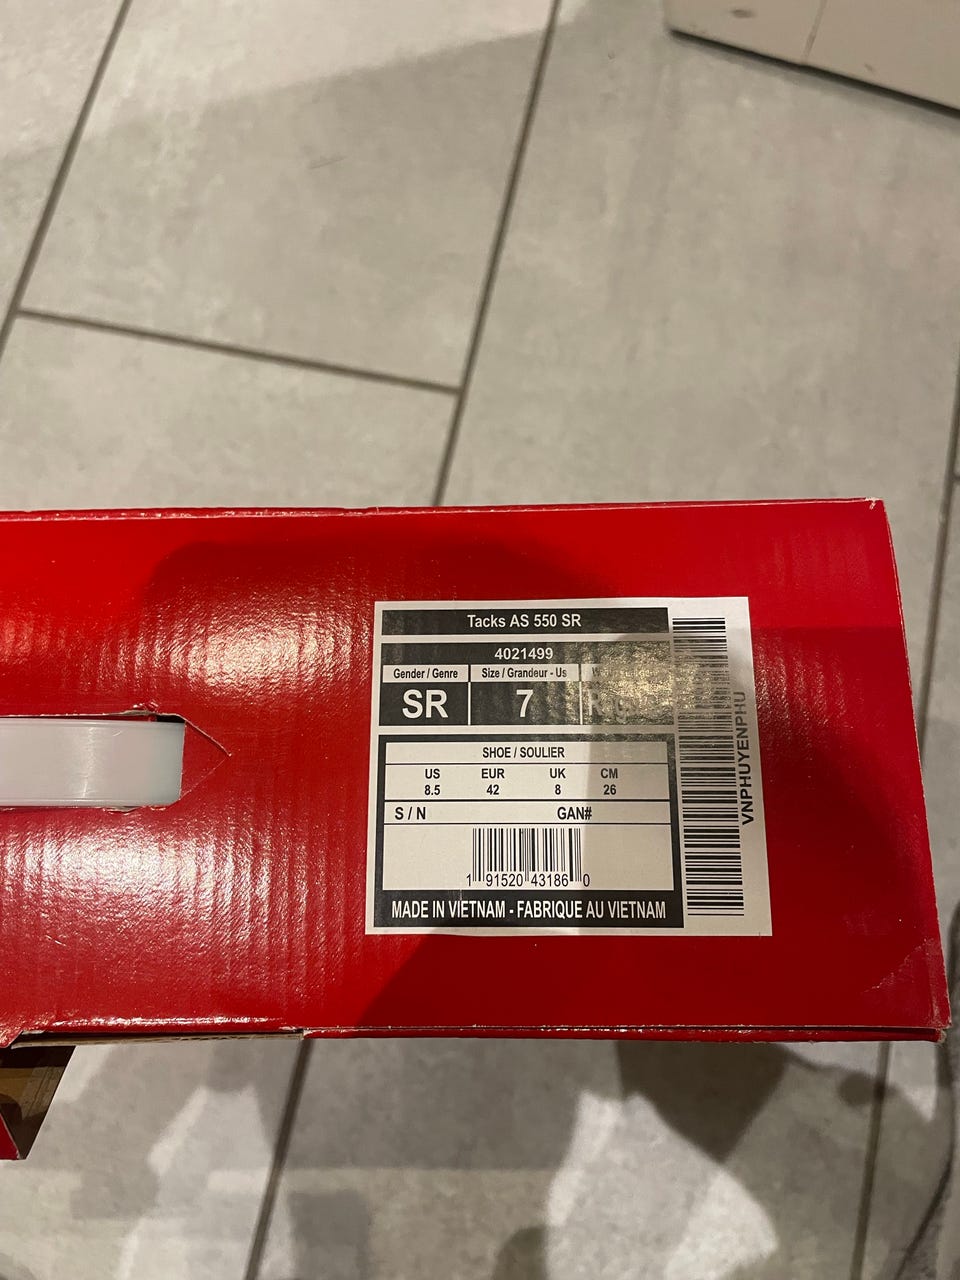 Tacks AS 550 SR
4021499
Gender / Genre Size / Grandeur - Us
SR 7
SHOE / SOULIER
US EUR UK CM
8.5 42 8 26
S / N GAN#
1 91520 43186 0
MADE IN VIETNAM - FABRIQUE AU VIETNAM
VNPHUYENPHU